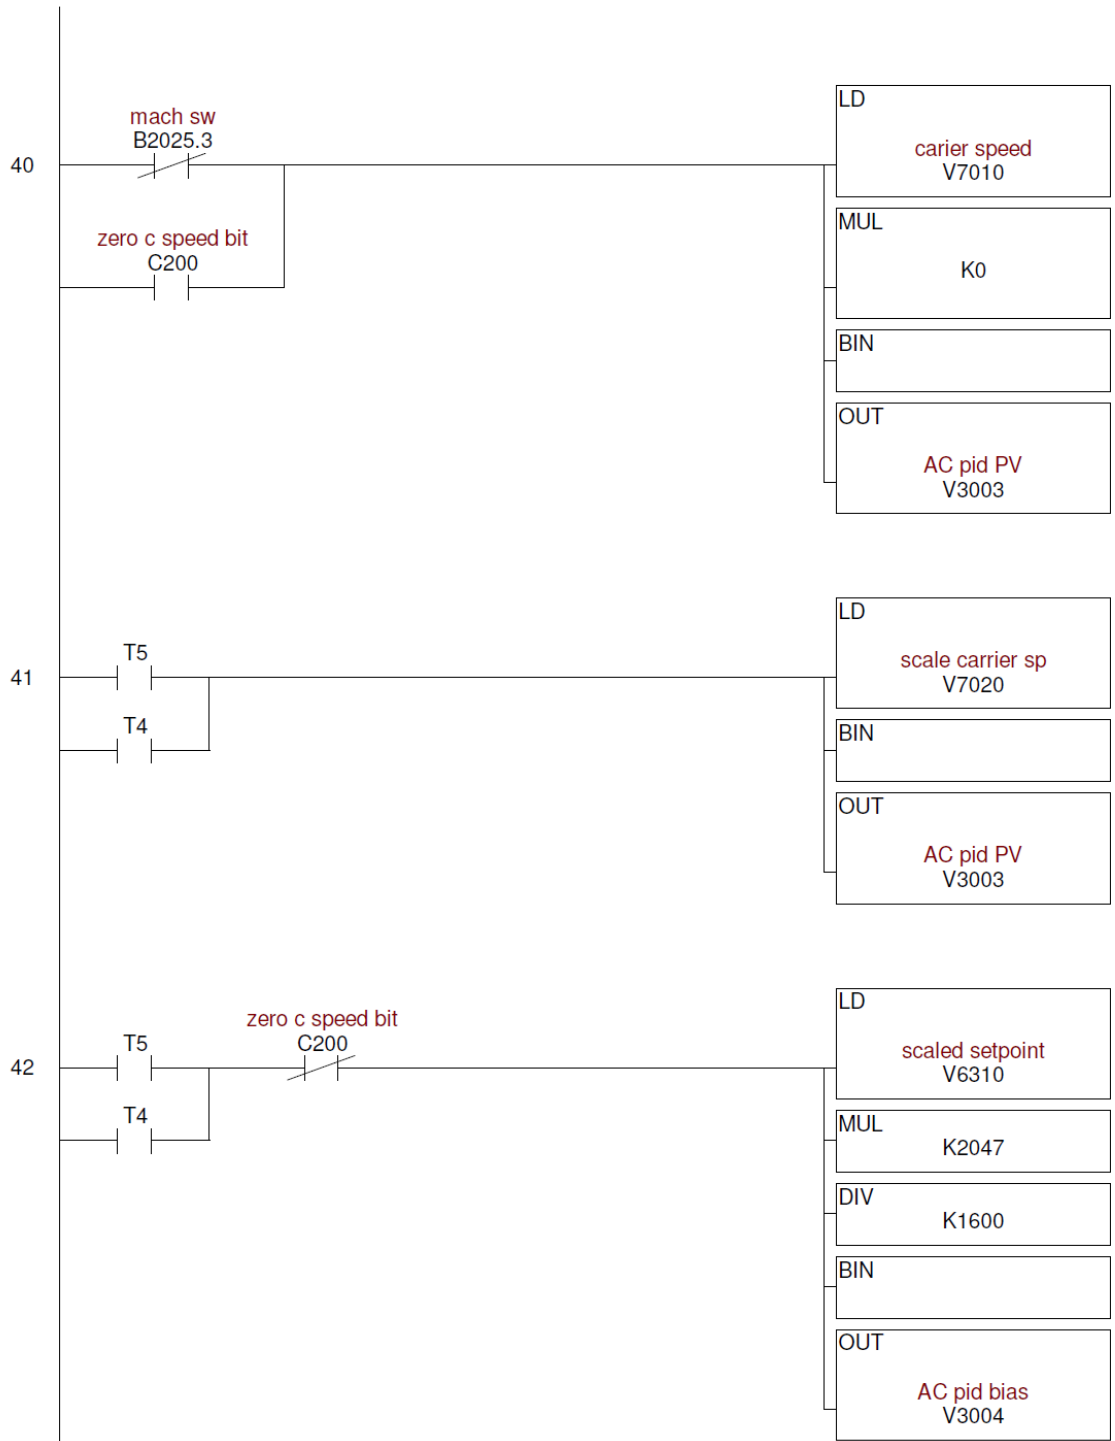 mach sw
B2025.3
40
zero c speed bit
C200
LD
carier speed
V7010
MUL
K0
BIN
OUT
AC pid PV
V3003
T5
41
T4
LD
scale carrier sp
V7020
BIN
OUT
AC pid PV
V3003
zero c speed bit
T5
C200
42
T4
LD
scaled setpoint
V6310
MUL
K2047
DIV
K1600
BIN
OUT
AC pid bias
V3004